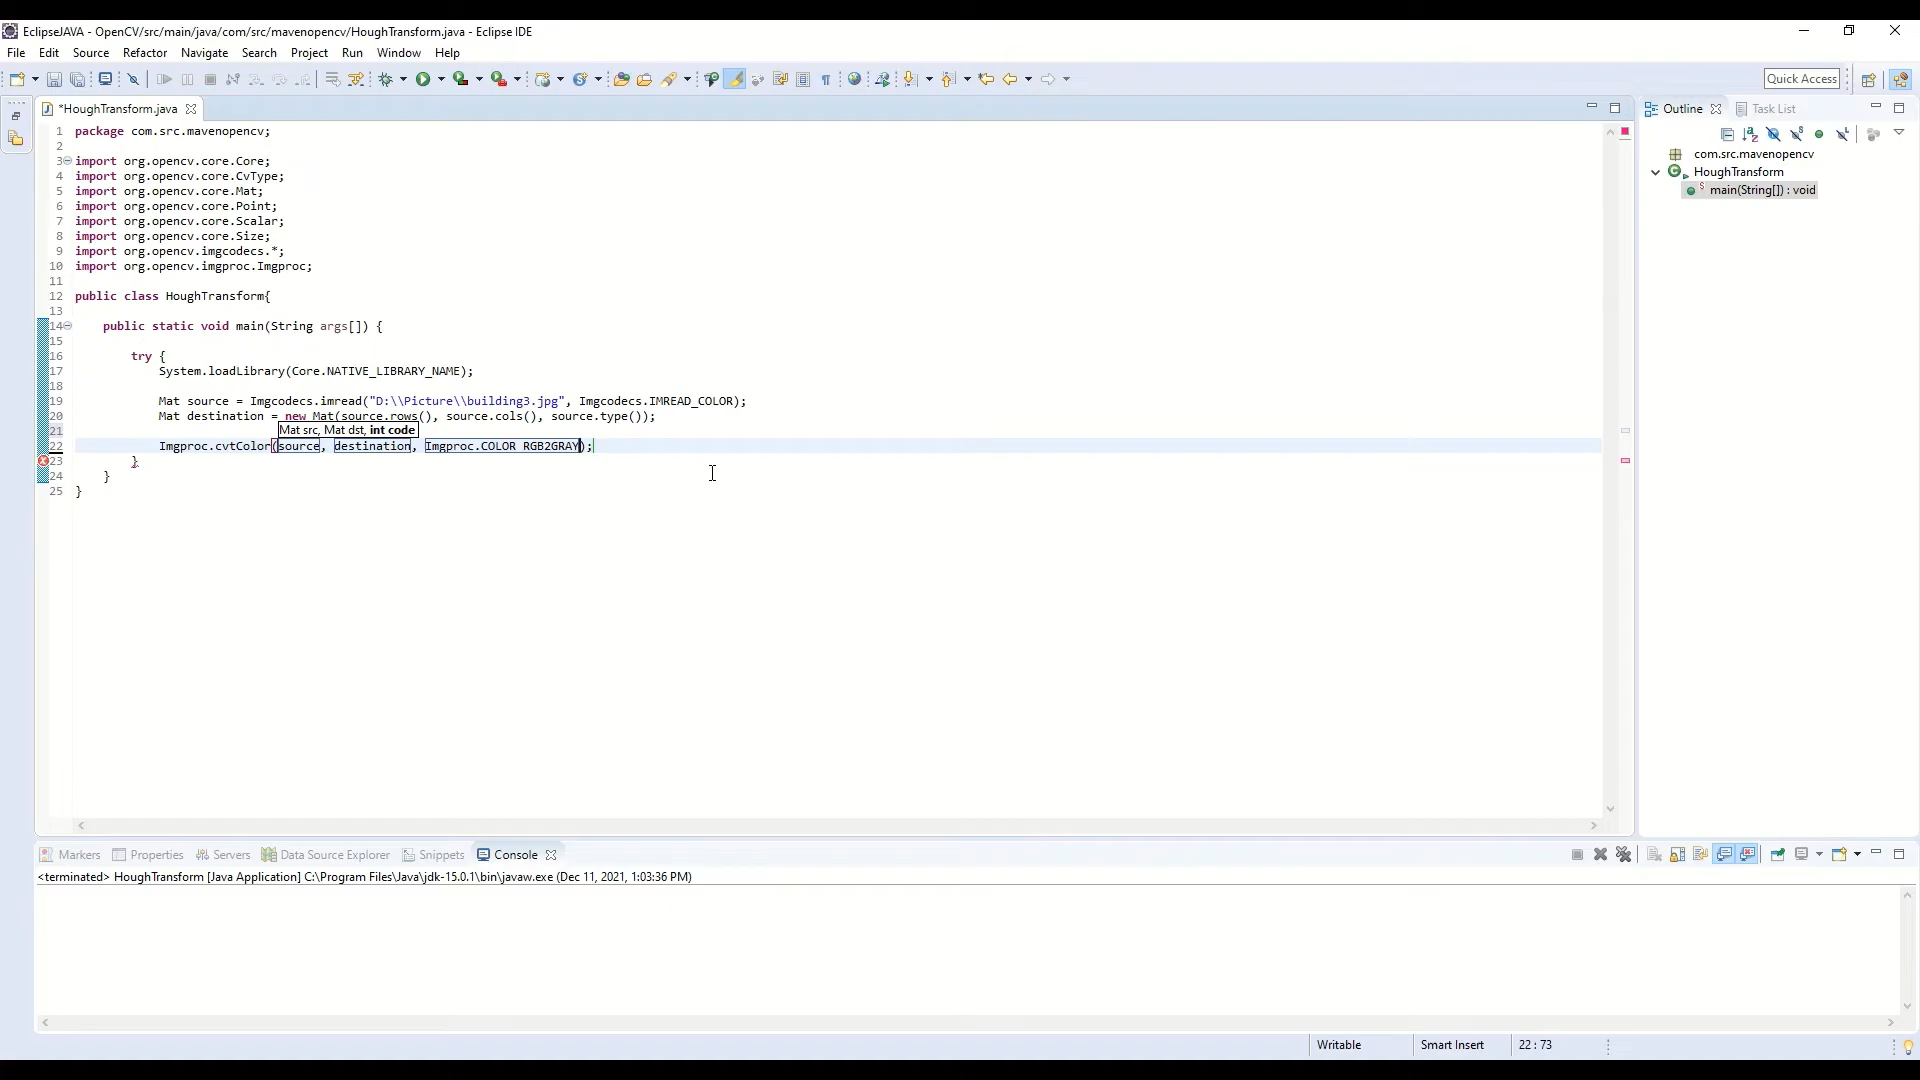 EclipseJAVA - OpenCV/src/main/java/com/src/mavenopencv/HoughTransform.java - Eclipse IDE
File Edit Source Refactor Navigate Search Project Run Window Help
Quick Access
*HoughTransform.java
Outline Task List
1 package com.src.mavenopencv;
2
3 import org.opencv.core.Core;
4 import org.opencv.core.CvType;
5 import org.opencv.core.Mat;
6 import org.opencv.core.Point;
7 import org.opencv.core.Scalar;
8 import org.opencv.core.Size;
9 import org.opencv.imgcodecs.*;
10 import org.opencv.imgproc.Imgproc;
11
12 public class HoughTransform{
13
14 public static void main(String args[]) {
15
16 try {
17 System.loadLibrary(Core.NATIVE_LIBRARY_NAME);
18
19 Mat source = Imgcodecs.imread("D:\\Picture\\building3.jpg", Imgcodecs.IMREAD_COLOR);
20 Mat destination = new Mat(source.rows(), source.cols(), source.type());
21 Mat src, Mat dst, int code
22 Imgproc.cvtColor(source, destination, Imgproc.COLOR_RGB2GRAY);
23 }
24 }
25 }
com.src.mavenopencv
HoughTransform
main(String[]) : void
Markers Properties Servers Data Source Explorer Snippets Console
<terminated> HoughTransform [Java Application] C:\Program Files\Java\jdk-15.0.1\bin\javaw.exe (Dec 11, 2021, 1:03:36 PM)
Writable Smart Insert 22 : 73